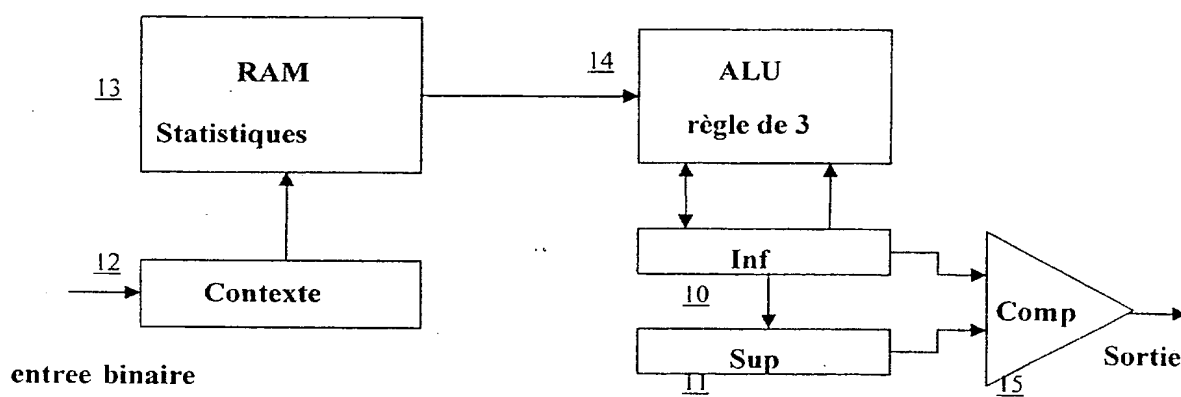 13
RAM
Statistiques
14
ALU
règle de 3
12
Contexte
Inf
10
Sup
11
Comp
15
Sortie
entree binaire